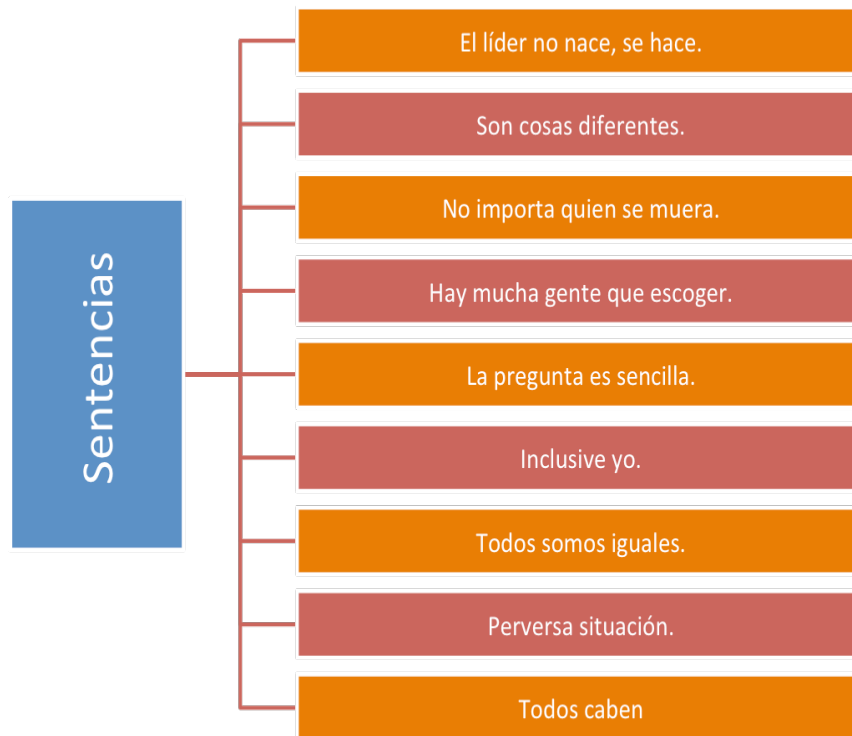 Sentencias
El líder no nace, se hace.
Son cosas diferentes.
No importa quien se muera.
Hay mucha gente que escoger.
La pregunta es sencilla.
Inclusive yo.
Todos somos iguales.
Perversa situación.
Todos caben